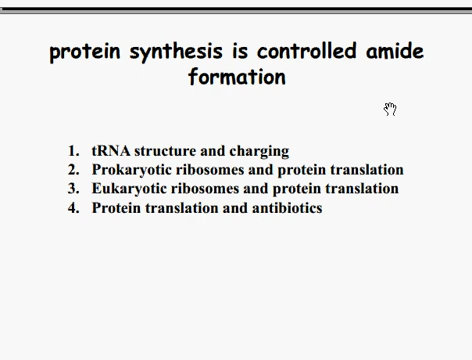 protein synthesis is controlled amide
formation
1. tRNA structure and charging
2. Prokaryotic ribosomes and protein translation
3. Eukaryotic ribosomes and protein translation
4. Protein translation and antibiotics